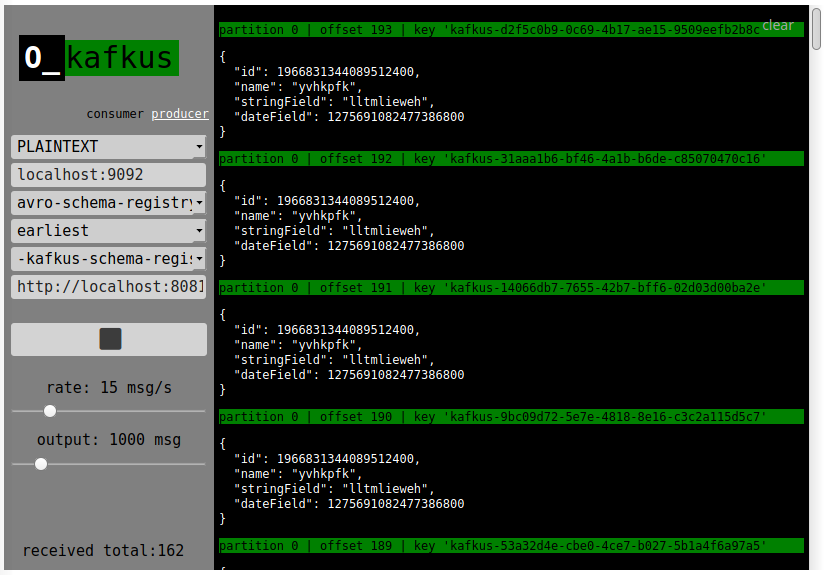 O_kafkus
consumer producer
PLAINTEXT
localhost:9092
avro-schema-registry
earliest
-kafkus-schema-regis
http://localhost:8081
rate: 15 msg/s
output: 1000 msg
received total:162
clear
partition 0 | offset 193 | key 'kafkus-d2f5c0b9-0c69-4b17-ae15-9509eefb2b8c
{
"id": 1966831344089512400,
"name": "yvhkpfk",
"stringField": "lltmlieweh",
"dateField": 1275691082477386800
}
partition 0 | offset 192 | key 'kafkus-31aaa1b6-bf46-4a1b-b6de-c85070470c16'
{
"id": 1966831344089512400,
"name": "yvhkpfk",
"stringField": "lltmlieweh",
"dateField": 1275691082477386800
}
partition 0 | offset 191 | key 'kafkus-14066db7-7655-42b7-bff6-02d03d00ba2e'
{
"id": 1966831344089512400,
"name": "yvhkpfk",
"stringField": "lltmlieweh",
"dateField": 1275691082477386800
}
partition 0 | offset 190 | key 'kafkus-9bc09d72-5e7e-4818-8e16-c3c2a115d5c7'
{
"id": 1966831344089512400,
"name": "yvhkpfk",
"stringField": "lltmlieweh",
"dateField": 1275691082477386800
}
partition 0 | offset 189 | key 'kafkus-53a32d4e-cbe0-4ce7-b027-5b1a4f6a97a5'
{